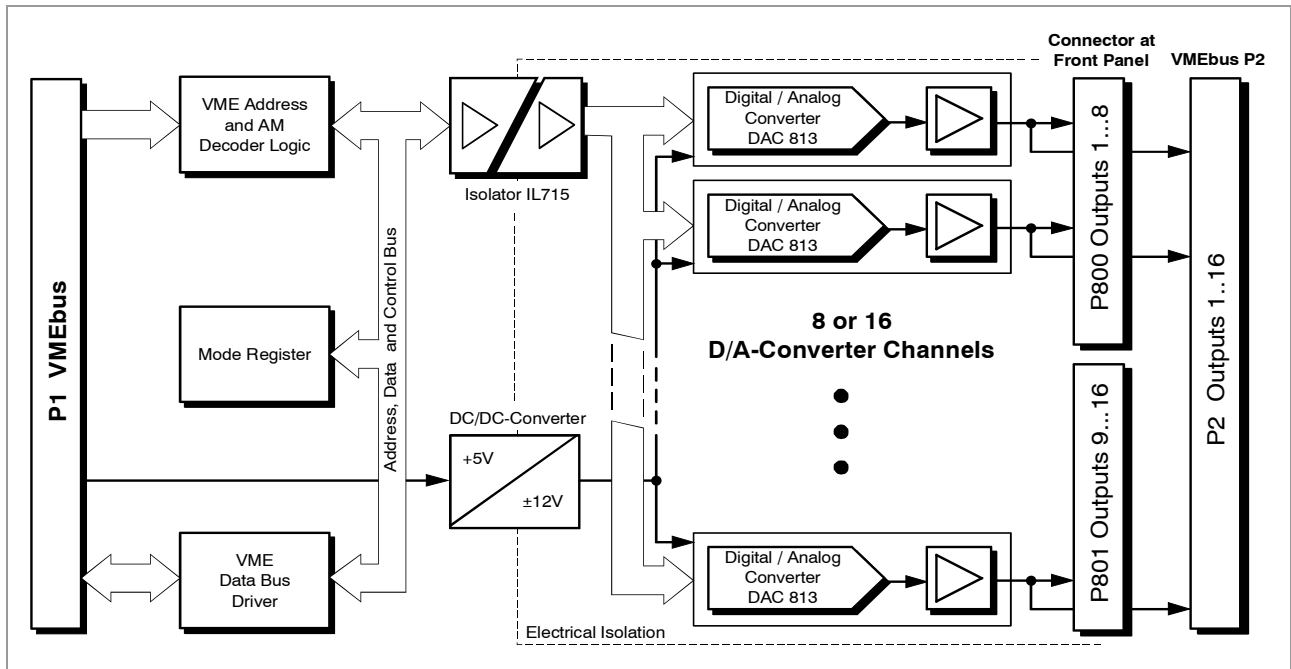 P1 VMEbus
VME Address
and AM
Decoder Logic
Mode Register
VME
Data Bus
Driver
Address, Data and Control Bus
Isolator IL715
DC/DC-Converter
+5V
±12V
Electrical Isolation
Digital / Analog
Converter
DAC 813
Digital / Analog
Converter
DAC 813
8 or 16
D/A-Converter Channels
Digital / Analog
Converter
DAC 813
Connector at
Front Panel
P800 Outputs 1...8
P801 Outputs 9...16
VMEbus P2
P2 Outputs 1..16